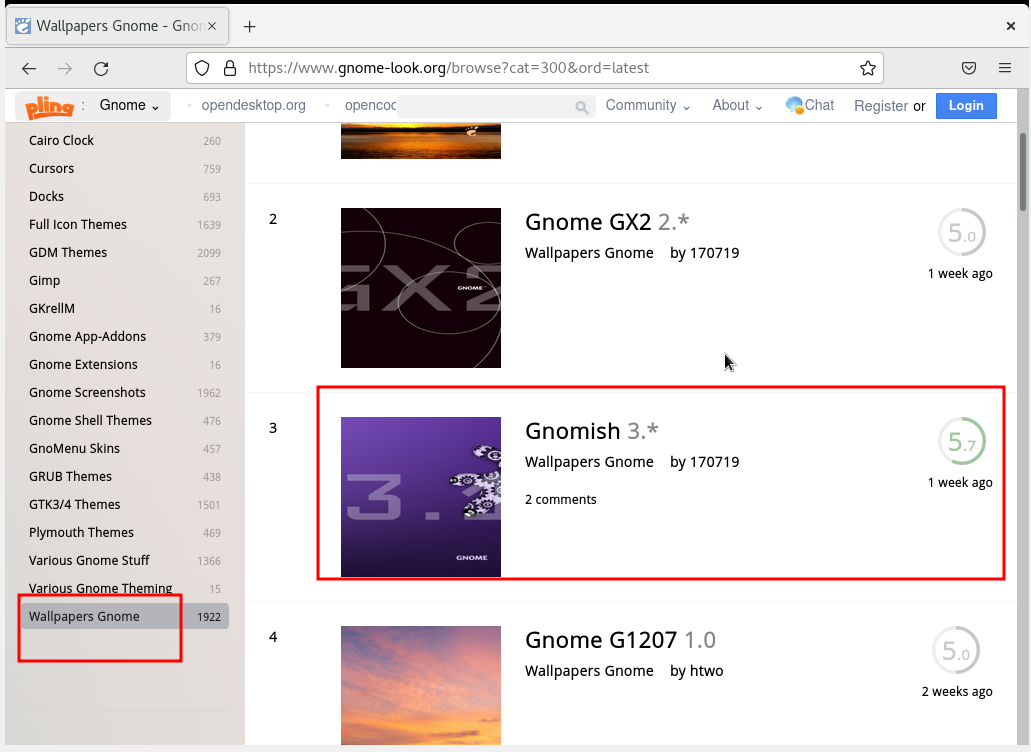 Wallpapers Gnome - Gnon
https://www.gnome-look.org/browse?cat=300&ord=latest
pling : Gnome opendesktop.org opencoc Community About Chat Register or Login
Cairo Clock 260
Cursors 759
Docks 693
Full Icon Themes 1639
GDM Themes 2099
Gimp 267
GKrellM 16
Gnome App-Addons 379
Gnome Extensions 16
Gnome Screenshots 1962
Gnome Shell Themes 476
GnoMenu Skins 457
GRUB Themes 438
GTK3/4 Themes 1501
Plymouth Themes 469
Various Gnome Stuff 1366
Various Gnome Theming 15
Wallpapers Gnome 1922
2
GX2
GNOME
Gnome GX2 2.*
Wallpapers Gnome by 170719
5.0
1 week ago
3
3.2
GNOME
Gnomish 3.*
Wallpapers Gnome by 170719
2 comments
5.7
1 week ago
4
Gnome G1207 1.0
Wallpapers Gnome by htwo
5.0
2 weeks ago